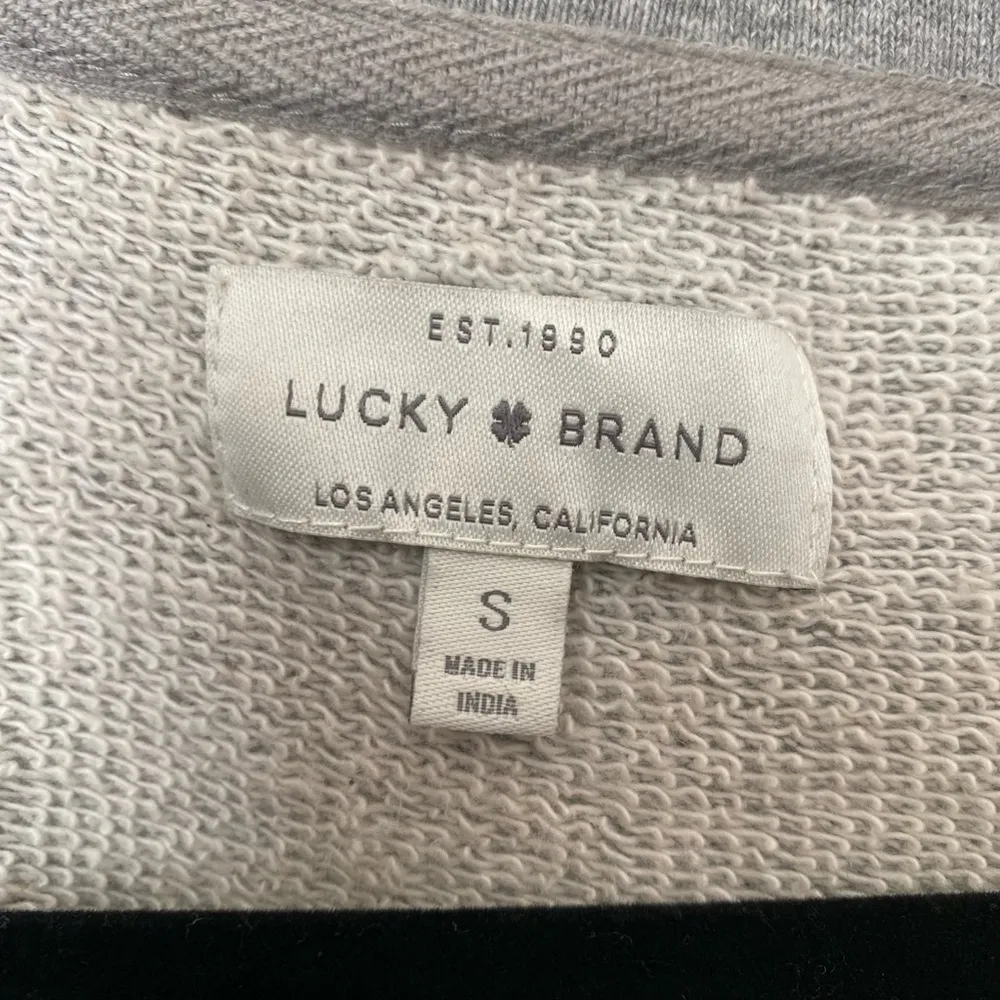 EST.1990
LUCKY BRAND
LOS ANGELES, CALIFORNIA
S
MADE IN
INDIA